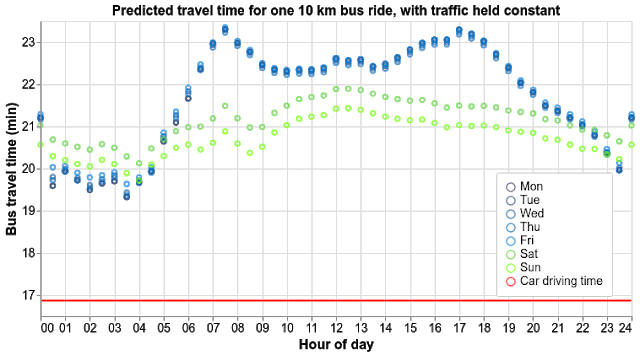 Predicted travel time for one 10 km bus ride, with traffic held constant
Bus travel time (min)
23
22
21
20
19
18
17
Mon
Tue
Wed
Thu
Fri
Sat
Sun
Car driving time
00 01 02 03 04 05 06 07 08 09 10 11 12 13 14 15 16 17 18 19 20 21 22 23 24
Hour of day